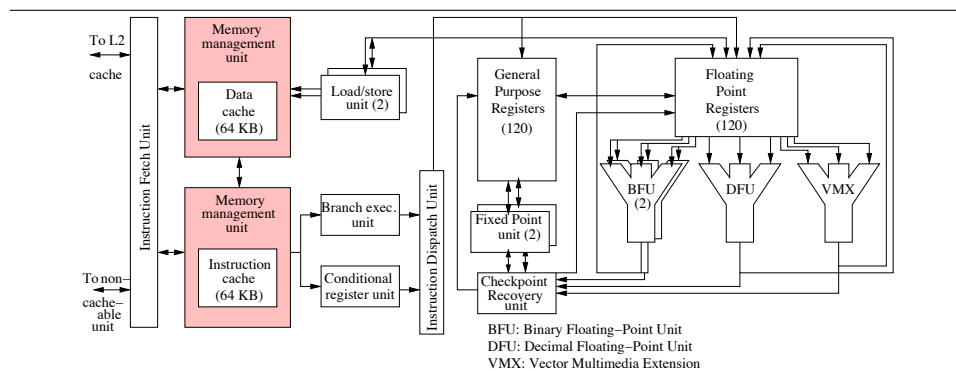 To L2
cache
Instruction Fetch Unit
To non−
cache−
able
unit
Memory
management
unit
Data
cache
(64 KB)
Memory
management
unit
Instruction
cache
(64 KB)
Load/store
unit (2)
Branch exec.
unit
Conditional
register unit
Instruction Dispatch Unit
General
Purpose
Registers
(120)
Fixed Point
unit (2)
Checkpoint
Recovery
unit
Floating
Point
Registers
(120)
BFU
(2)
DFU
VMX
BFU: Binary Floating−Point Unit
DFU: Decimal Floating−Point Unit
VMX: Vector Multimedia Extension